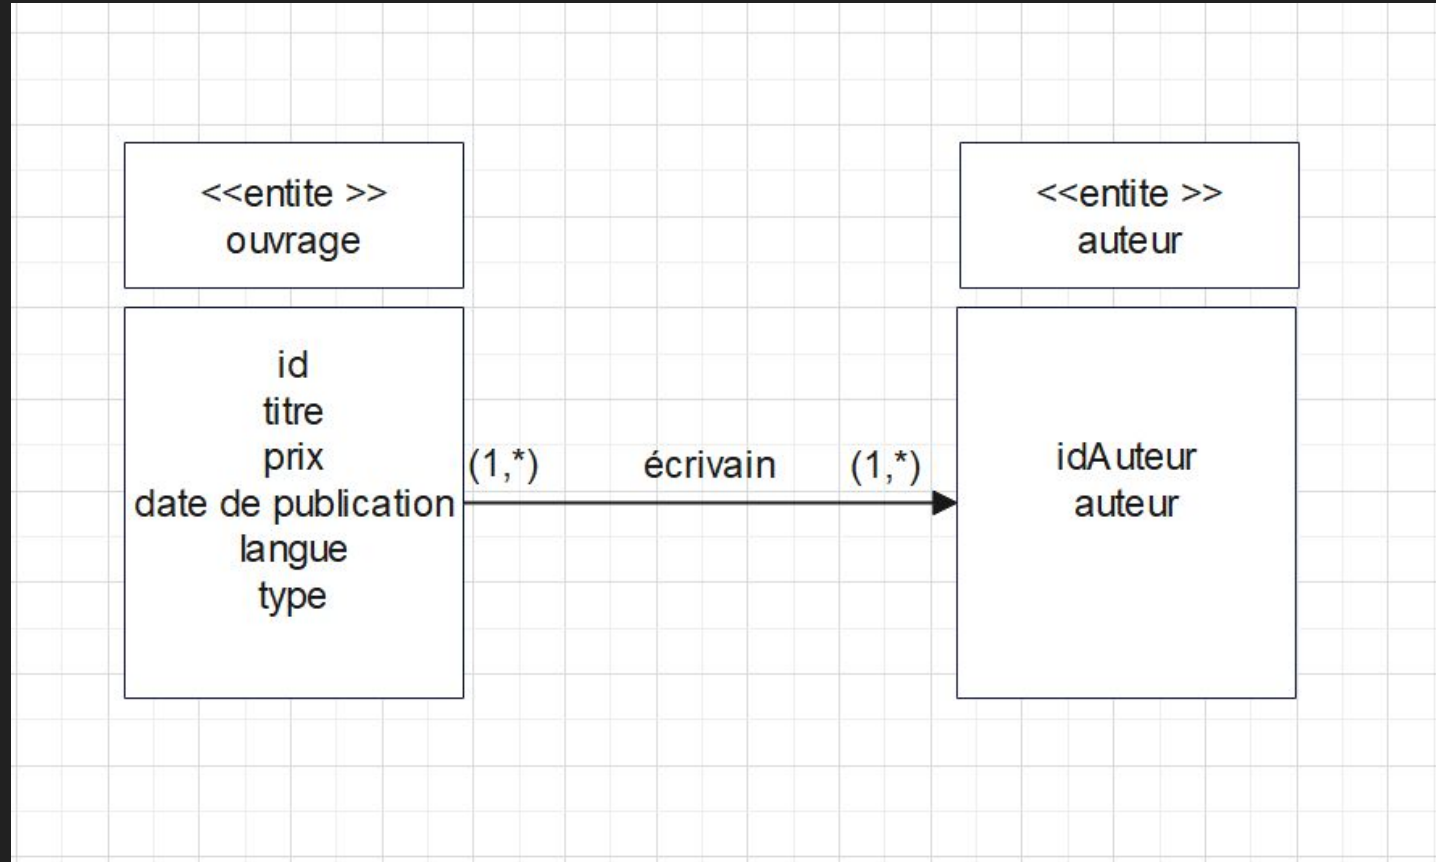 <<entite >>
ouvrage
id
titre
prix
date de publication
langue
type
(1,*)
écrivain
(1,*)
<<entite >>
auteur
idAuteur
auteur